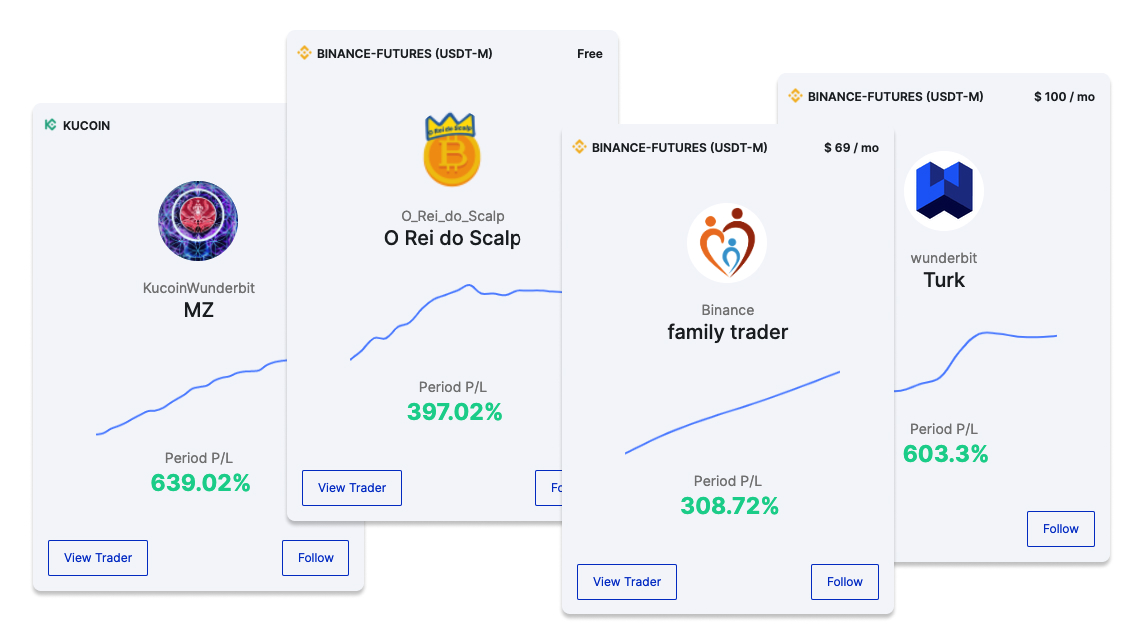 KUCOIN
KucoinWunderbit
MZ
Period P/L
639.02%
View Trader
Follow
BINANCE-FUTURES (USDT-M)
Free
O Rei do Scalp
O_Rei_do_Scalp
O Rei do Scalp
Period P/L
397.02%
View Trader
Fo
BINANCE-FUTURES (USDT-M)
$ 69 / mo
Binance
family trader
Period P/L
308.72%
View Trader
Follow
BINANCE-FUTURES (USDT-M)
$ 100 / mo
wunderbit
Turk
Period P/L
603.3%
Follow